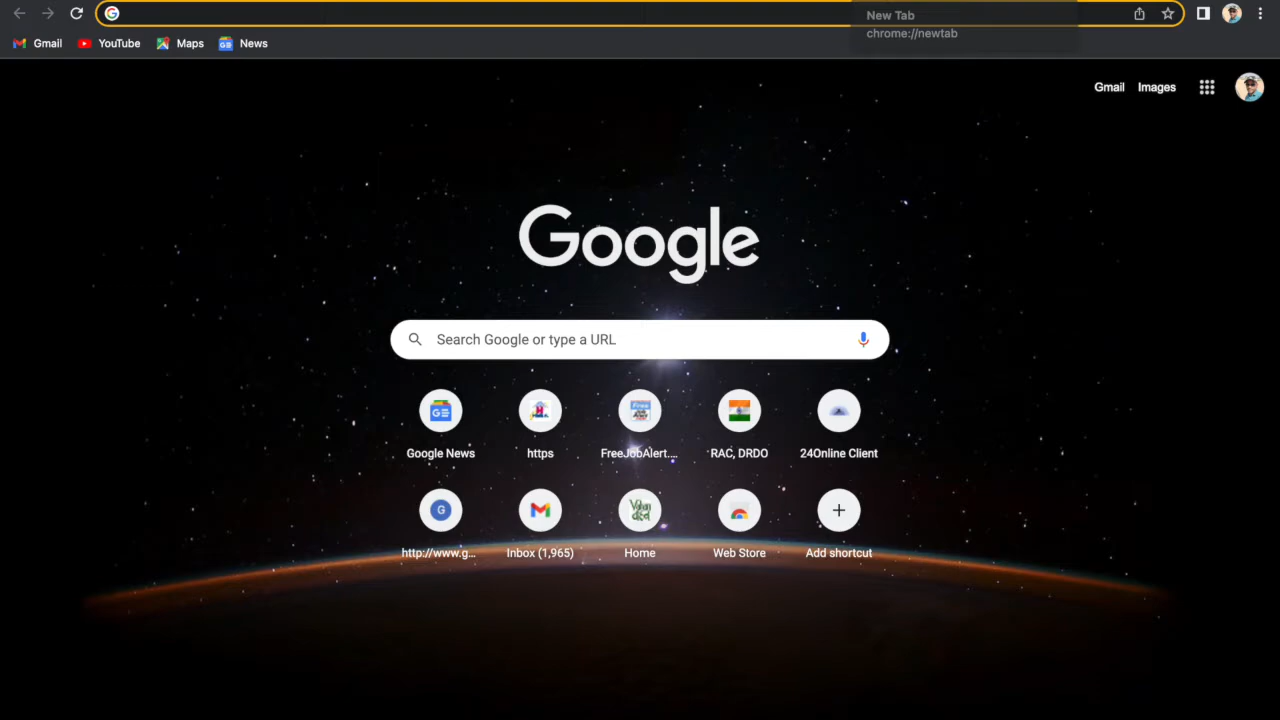 New Tab
chrome://newtab
Gmail YouTube Maps News
Gmail Images
Google
Search Google or type a URL
Google News https FreeJobAlert.... RAC, DRDO 24Online Client
http://www.g... Inbox (1,965) Home Web Store Add shortcut